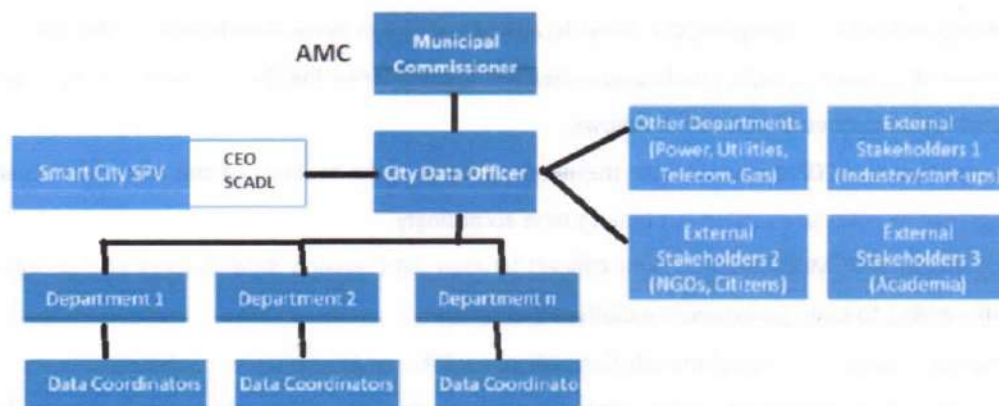 AMC
Municipal
Commissioner
Smart City SPV
CEO
SCADL
City Data Officer
Other Departments
(Power, Utilities,
Telecom, Gas)
External
Stakeholders 1
(Industry/start-ups)
External
Stakeholders 2
(NGOs, Citizens)
External
Stakeholders 3
(Academia)
Department 1
Department 2
Department n
Data Coordinators
Data Coordinators
Data Coordinato